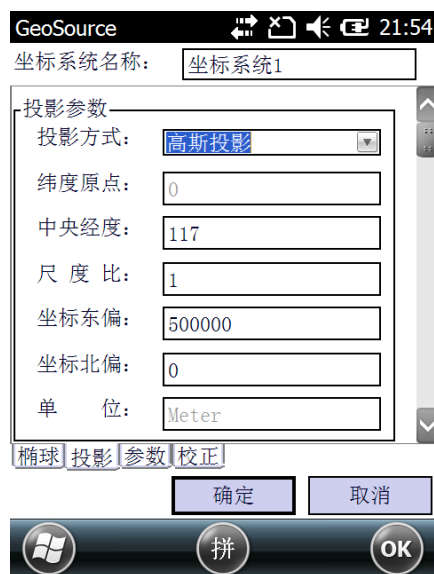 GeoSource 21:54
坐标系统名称: 坐标系统1
投影参数
投影方式: 高斯投影
纬度原点: 0
中央经度: 117
尺 度 比: 1
坐标东偏: 500000
坐标北偏: 0
单 位: Meter
椭球 投影 参数 校正
确定 取消
拼 OK